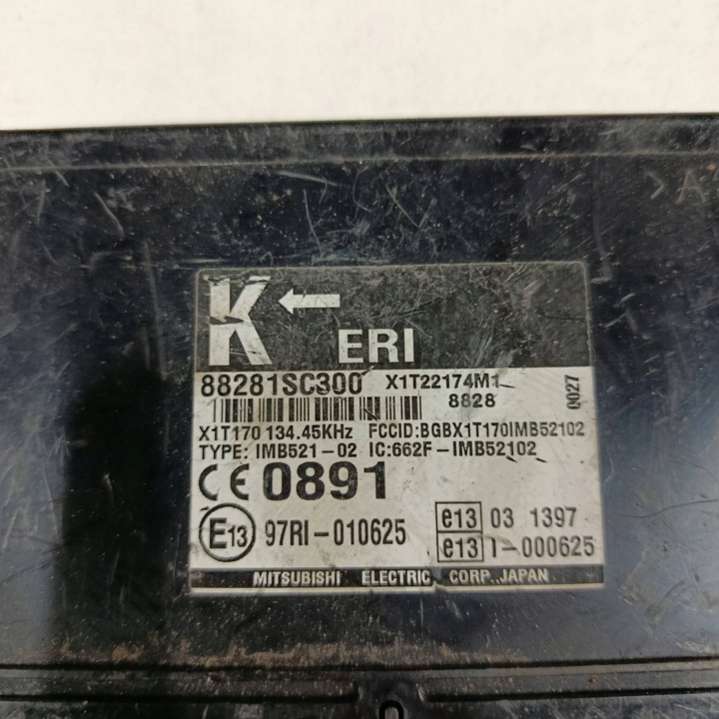 >A
K ← ERI
88281SC300 X1T22174M1
8828 0027
X1T170 134.45KHz FCCID:BGBX1T170IMB52102
TYPE: IMB521-02 IC:662F-IMB52102
CE 0891
E13 97RI-010625 e13 03 1397
e13 1-000625
MITSUBISHI ELECTRIC CORP.JAPAN